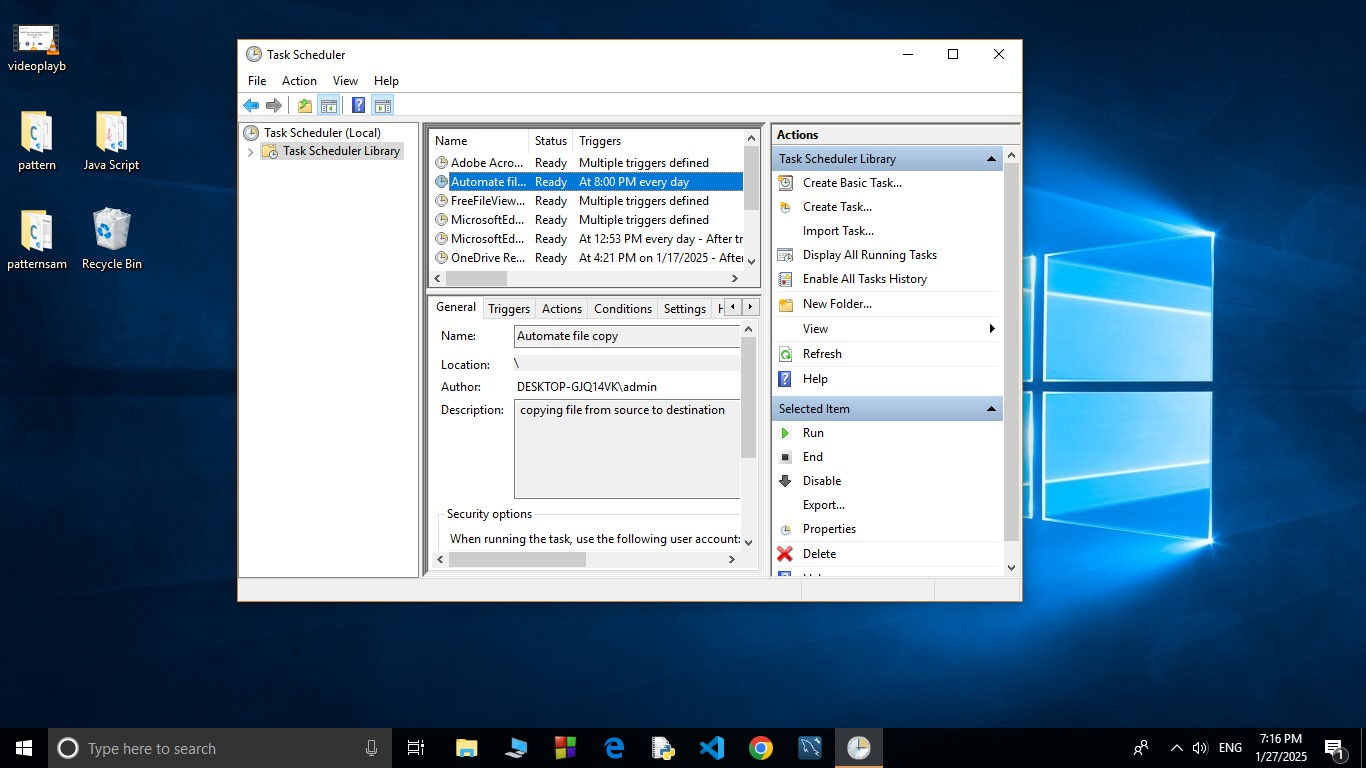 videoplayb
pattern
Java Script
patternsam
Recycle Bin
Task Scheduler
File Action View Help
Task Scheduler (Local)
Task Scheduler Library
Name Status Triggers
Adobe Acro... Ready Multiple triggers defined
Automate fil... Ready At 8:00 PM every day
FreeFileView... Ready Multiple triggers defined
MicrosoftEd... Ready Multiple triggers defined
MicrosoftEd... Ready At 12:53 PM every day - After tr
OneDrive Re... Ready At 4:21 PM on 1/17/2025 - After
General Triggers Actions Conditions Settings H
Name: Automate file copy
Location: \
Author: DESKTOP-GJQ14VK\admin
Description: copying file from source to destination
Security options
When running the task, use the following user account:
Actions
Task Scheduler Library
Create Basic Task...
Create Task...
Import Task...
Display All Running Tasks
Enable All Tasks History
New Folder...
View
Refresh
Help
Selected Item
Run
End
Disable
Export...
Properties
Delete
Type here to search
ENG
7:16 PM
1/27/2025
1